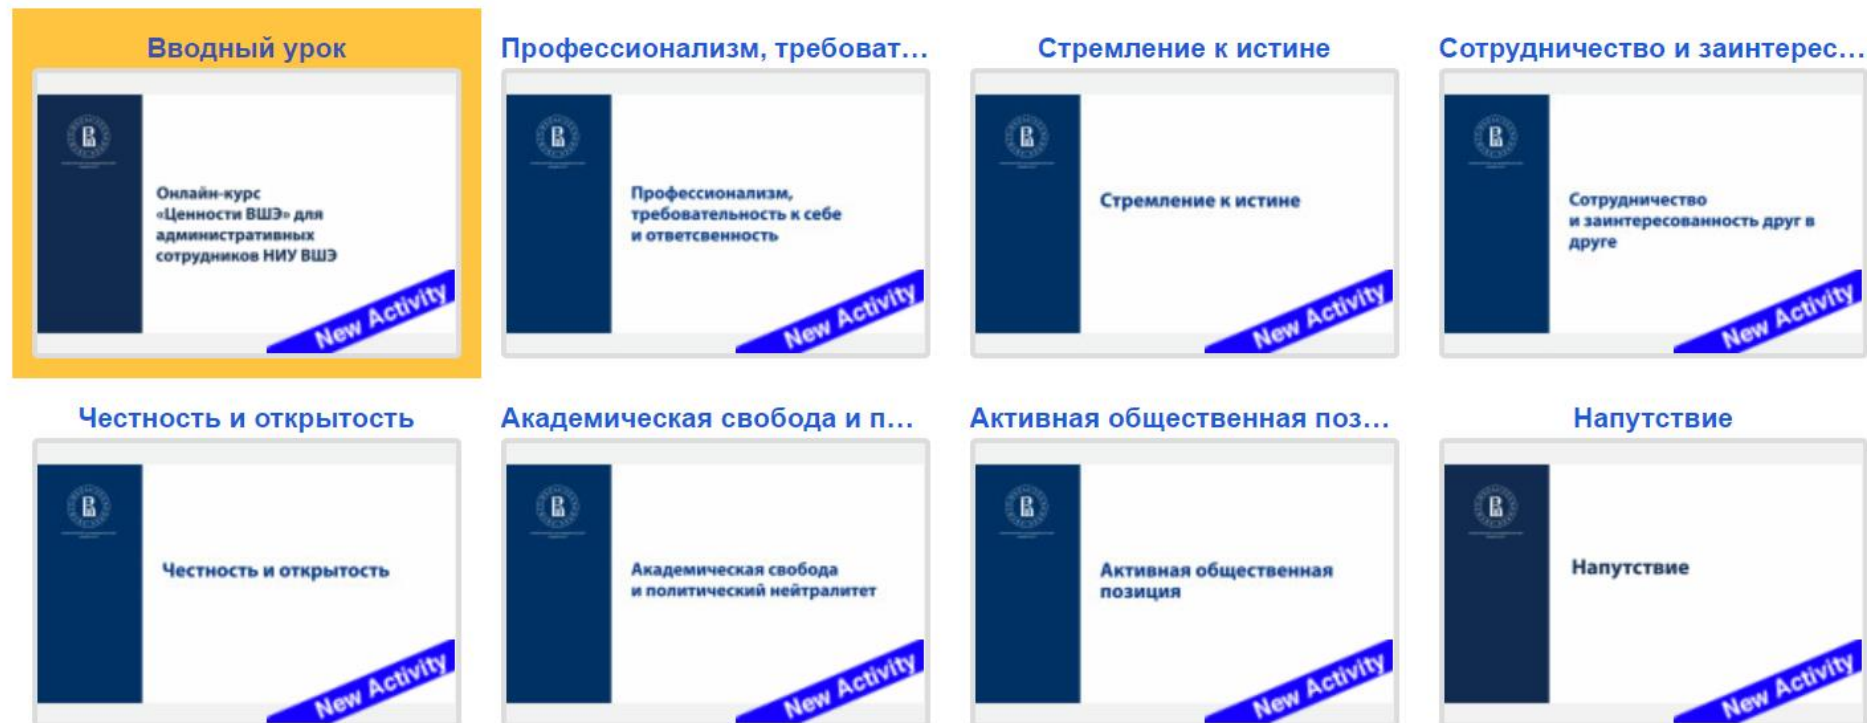 Вводный урок
Профессионализм, требоват...
Стремление к истине
Сотрудничество и заинтерес...
Онлайн-курс
«Ценности ВШЭ» для
административных
сотрудников НИУ ВШЭ
New Activity
Профессионализм,
требовательность к себе
и ответсвенность
New Activity
Стремление к истине
New Activity
Сотрудничество
и заинтересованность друг в
друге
New Activity
Честность и открытость
Академическая свобода и п...
Активная общественная поз...
Напутствие
Честность и открытость
New Activity
Академическая свобода
и политический нейтралитет
New Activity
Активная общественная
позиция
New Activity
Напутствие
New Activity